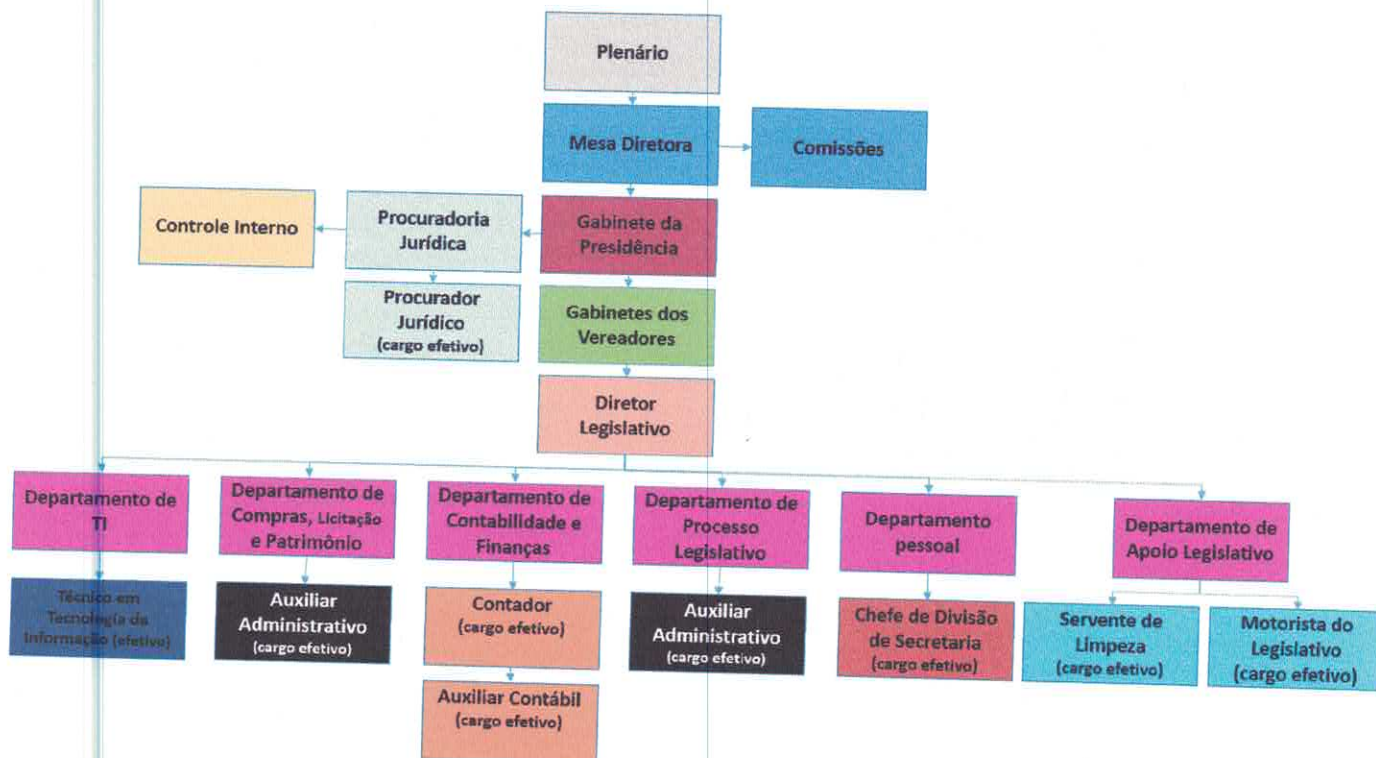 Plenário
Mesa Diretora
Comissões
Controle Interno
Procuradoria
Jurídica
Gabinete da
Presidência
Procurador
Jurídico
(cargo efetivo)
Gabinetes dos
Vereadores
Diretor
Legislativo
Departamento de
TI
Departamento de
Compras, Licitação
e Patrimônio
Departamento de
Contabilidade e
Finanças
Departamento de
Processo
Legislativo
Departamento
pessoal
Departamento de
Apoio Legislativo
Técnico em
Tecnologia da
Informação (efetivo)
Auxiliar
Administrativo
(cargo efetivo)
Contador
(cargo efetivo)
Auxiliar
Administrativo
(cargo efetivo)
Chefe de Divisão
de Secretaria
(cargo efetivo)
Servente de
Limpeza
(cargo efetivo)
Motorista do
Legislativo
(cargo efetivo)
Auxiliar Contábil
(cargo efetivo)